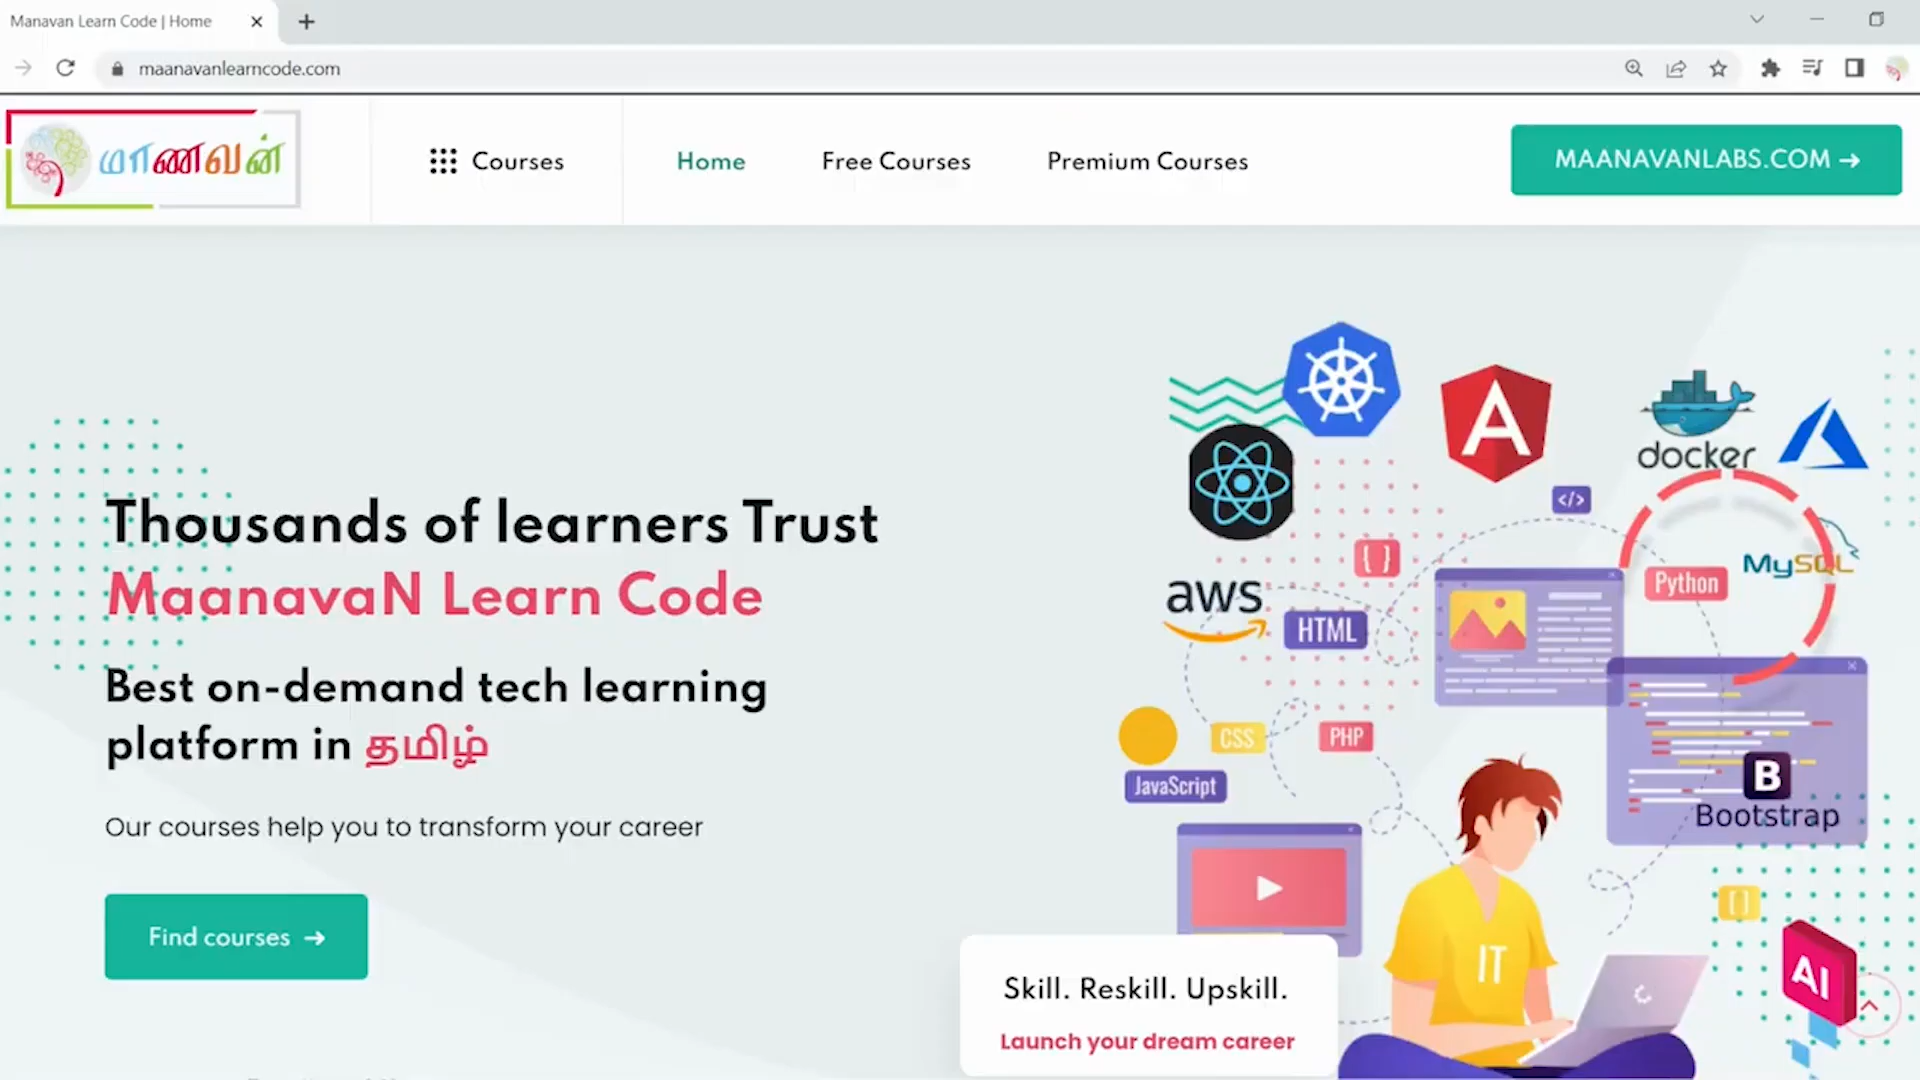 Manavan Learn Code | Home
maanavanlearncode.com
மாணவன்
Courses
Home
Free Courses
Premium Courses
MAANAVANLABS.COM →
Thousands of learners Trust
MaanavaN Learn Code
Best on-demand tech learning
platform in தமிழ்
Our courses help you to transform your career
Find courses →
docker
</>
{ }
MySQL
Python
aws
HTML
CSS
PHP
JavaScript
B
Bootstrap
IT
[ ]
AI
Skill. Reskill. Upskill.
Launch your dream career